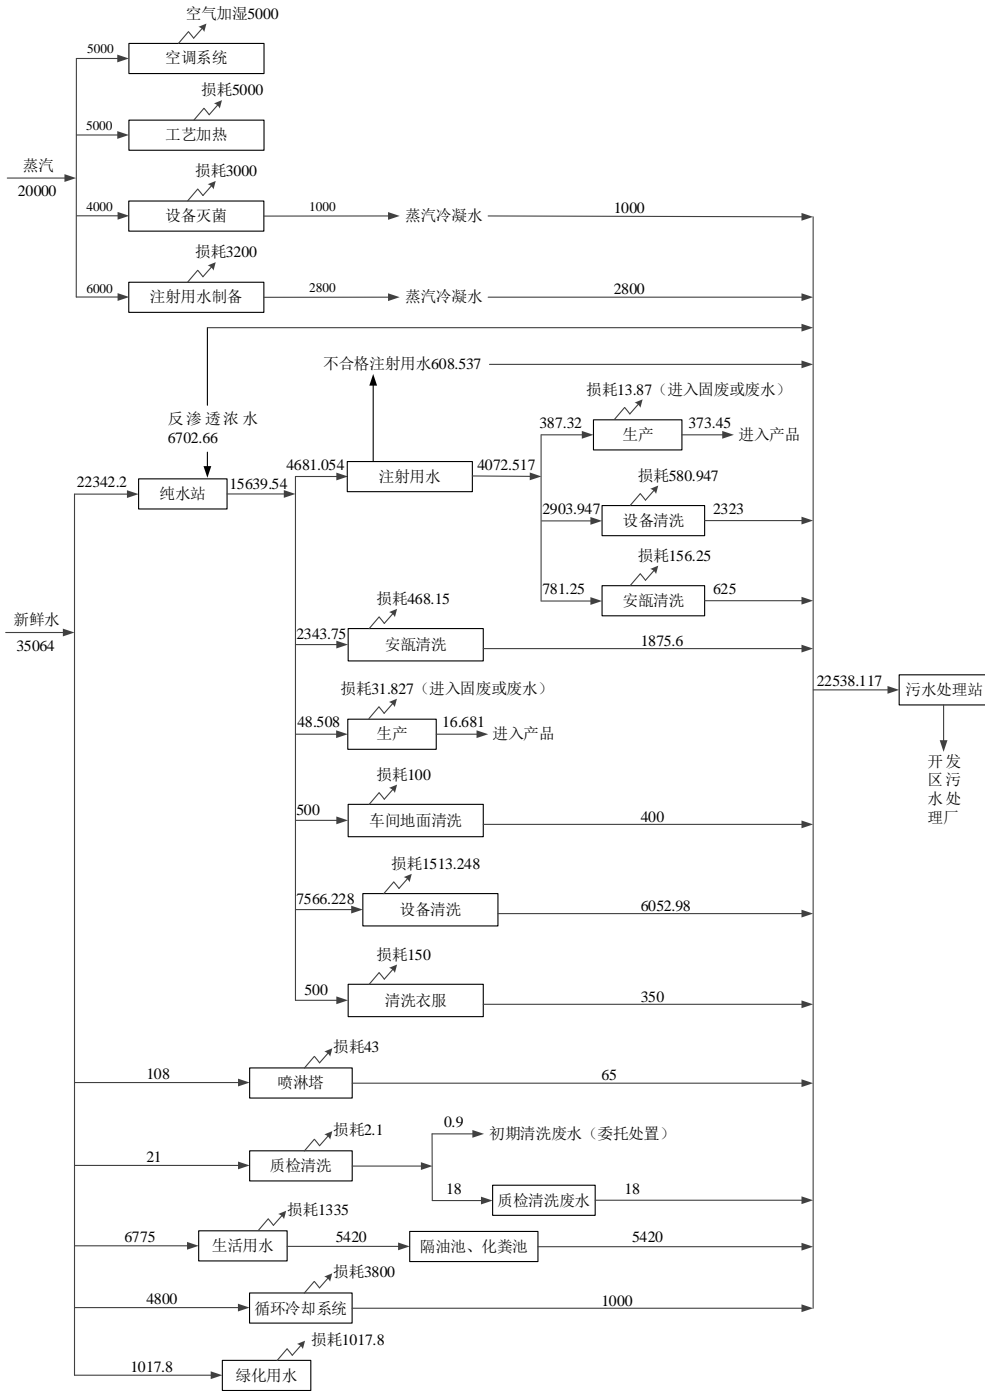 空气加湿5000
5000
空调系统
损耗5000
5000
工艺加热
蒸汽
20000
损耗3000
4000
设备灭菌
1000
蒸汽冷凝水
1000
损耗3200
6000
注射用水制备
2800
蒸汽冷凝水
2800
不合格注射用水608.537
反渗透浓水
6702.66
损耗13.87（进入固废或废水）
387.32
生产
373.45
进入产品
22342.2
纯水站
15639.54
4681.054
注射用水
4072.517
损耗580.947
2903.947
设备清洗
2323
损耗156.25
781.25
安瓿清洗
625
新鲜水
35064
损耗468.15
2343.75
安瓿清洗
1875.6
22538.117
污水处理站
开发
区污
水处
理厂
损耗31.827（进入固废或废水）
48.508
生产
16.681
进入产品
损耗100
500
车间地面清洗
400
损耗1513.248
7566.228
设备清洗
6052.98
损耗150
500
清洗衣服
350
损耗43
108
喷淋塔
65
损耗2.1
21
质检清洗
0.9
初期清洗废水（委托处置）
18
质检清洗废水
18
损耗1335
6775
生活用水
5420
隔油池、化粪池
5420
损耗3800
4800
循环冷却系统
1000
损耗1017.8
1017.8
绿化用水